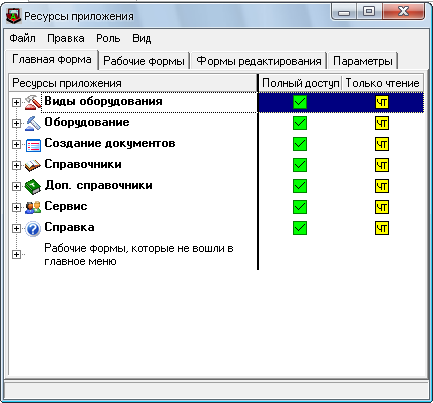 Ресурсы приложения
Файл Правка Роль Вид
Главная форма Рабочие формы Формы редактирования Параметры
Ресурсы приложения Полный доступ Только чтение
Виды оборудования ЧТ
Оборудование ЧТ
Создание документов ЧТ
Справочники ЧТ
Доп. справочники ЧТ
Сервис ЧТ
Справка ЧТ
Рабочие формы, которые не вошли в
главное меню